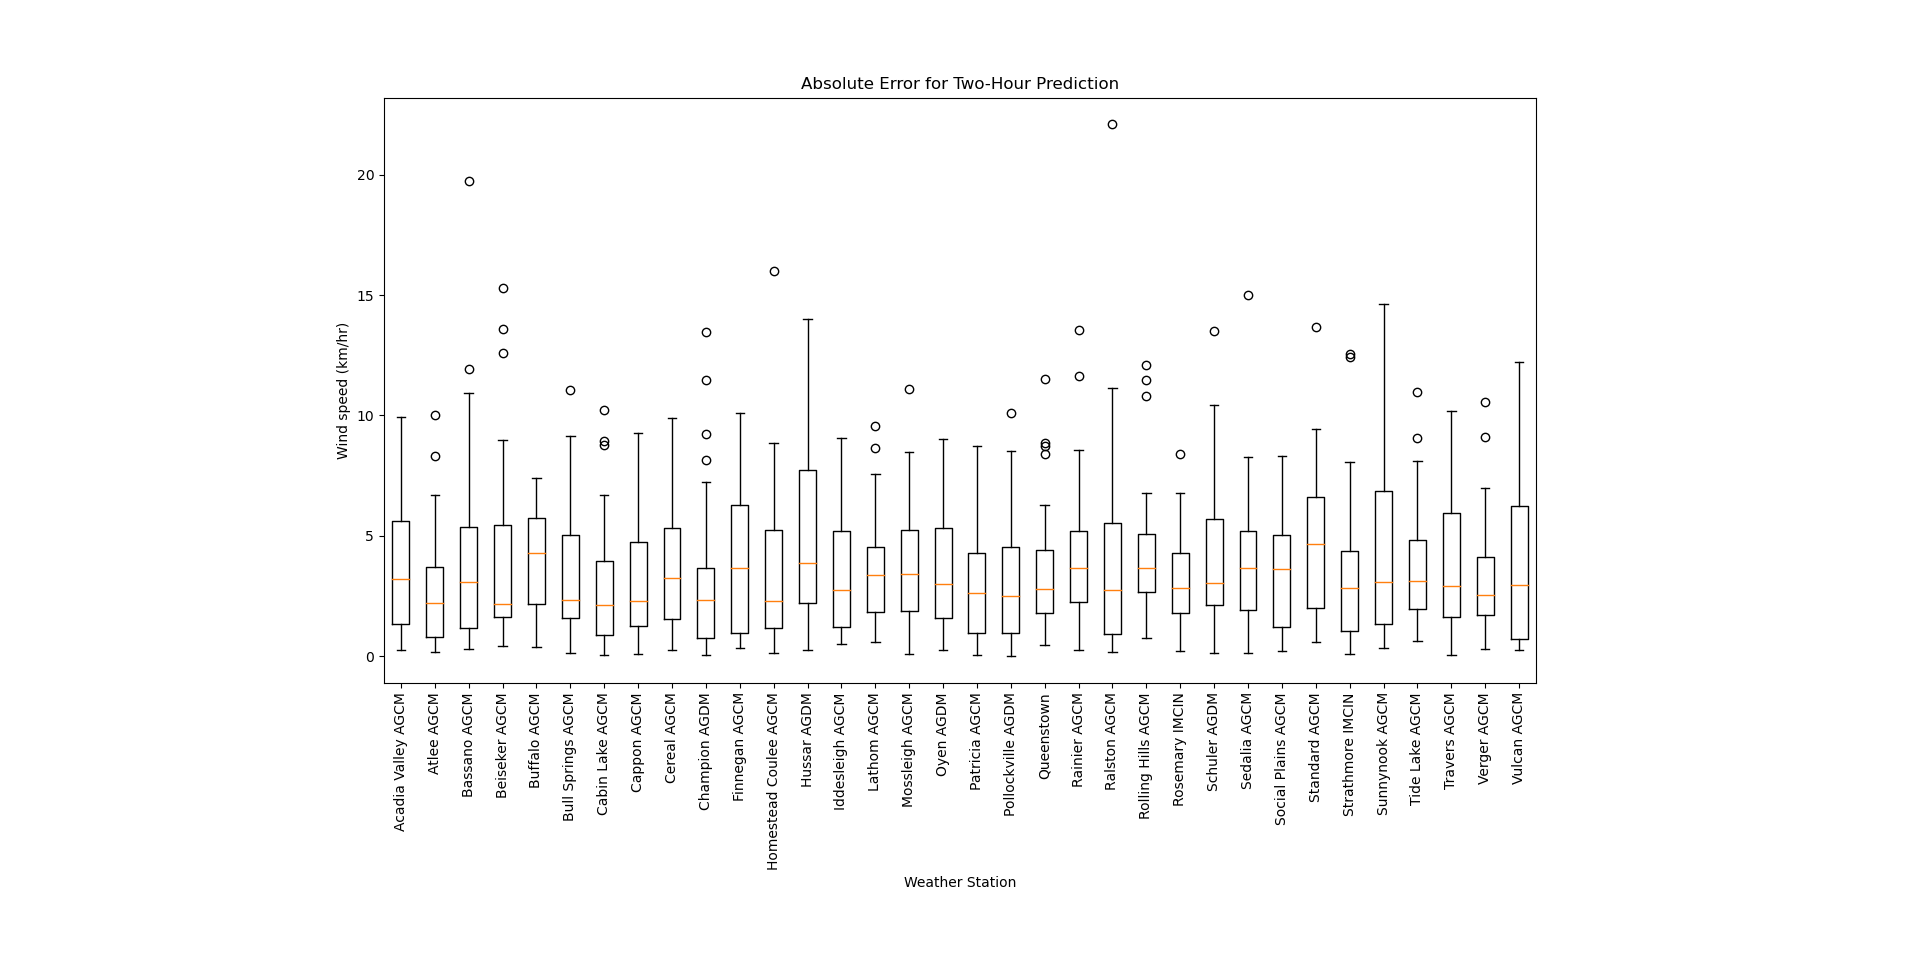 Absolute Error for Two-Hour Prediction
Wind speed (km/hr)
20
15
10
5
0
Acadia Valley AGCM
Atlee AGCM
Bassano AGCM
Beiseker AGCM
Buffalo AGCM
Bull Springs AGCM
Cabin Lake AGCM
Cappon AGCM
Cereal AGCM
Champion AGDM
Finnegan AGCM
Homestead Coulee AGCM
Hussar AGDM
Iddesleigh AGCM
Lathom AGCM
Mossleigh AGCM
Oyen AGDM
Patricia AGCM
Pollockville AGDM
Queenstown
Rainier AGCM
Ralston AGCM
Rolling Hills AGCM
Rosemary IMCIN
Schuler AGDM
Sedalia AGCM
Social Plains AGCM
Standard AGCM
Strathmore IMCIN
Sunnynook AGCM
Tide Lake AGCM
Travers AGCM
Verger AGCM
Vulcan AGCM
Weather Station